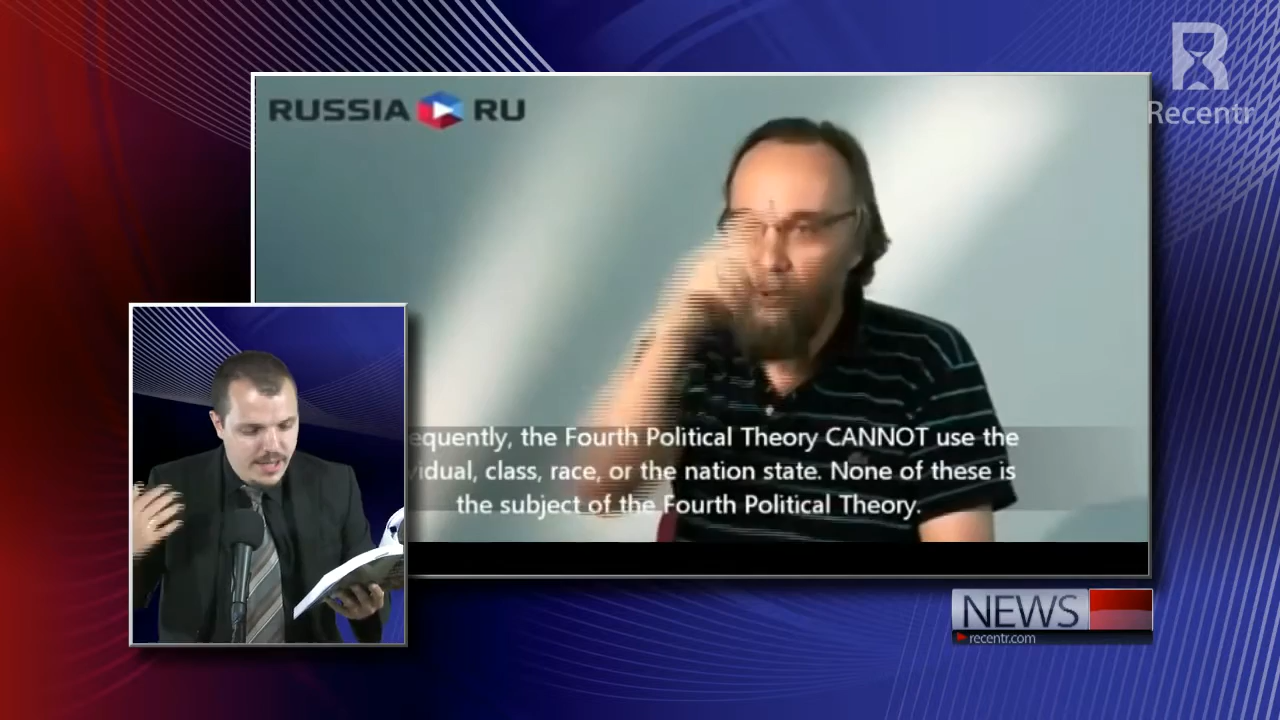 RUSSIA RU
Recentr
equently, the Fourth Political Theory CANNOT use the
vidual, class, race, or the nation state. None of these is
the subject of the Fourth Political Theory.
NEWS
recentr.com